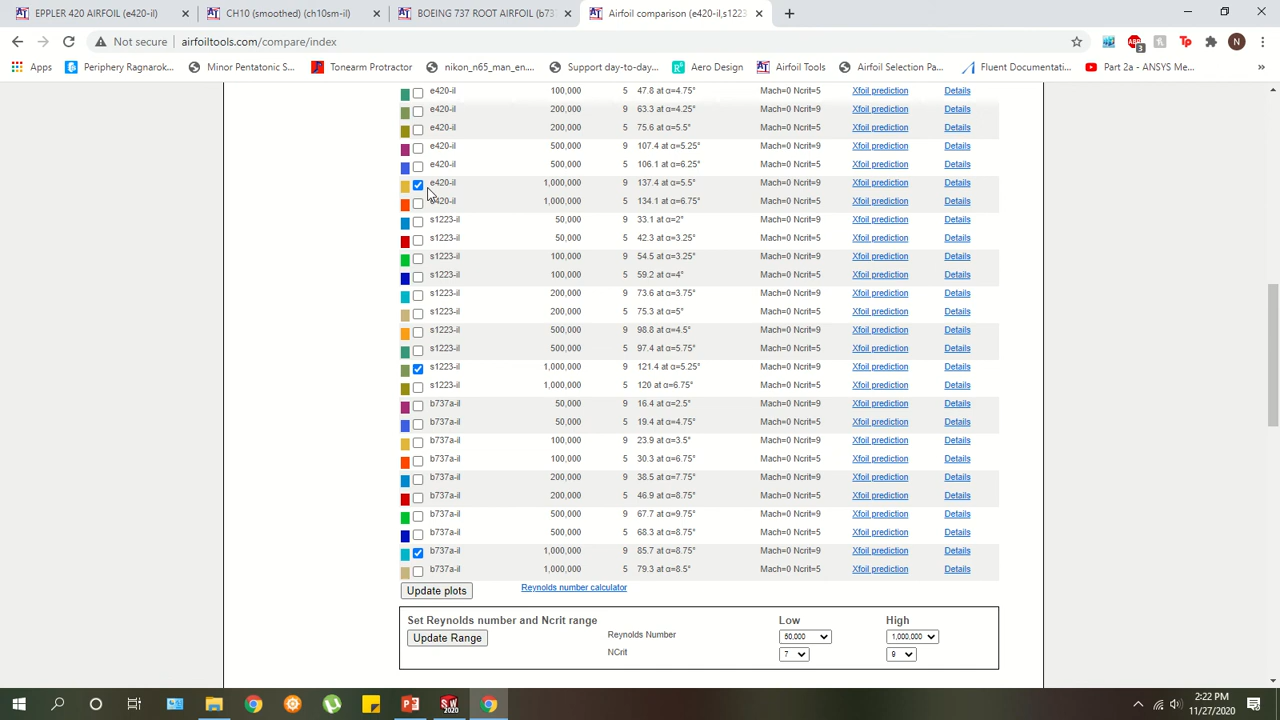 EPPLER 420 AIRFOIL (e420-il)
CH10 (smoothed) (ch10sm-il)
BOEING 737 ROOT AIRFOIL (b73
Airfoil comparison (e420-il,s1223
Not secure | airfoiltools.com/compare/index
Apps Periphery Ragnarok... Minor Pentatonic S... Tonearm Protractor nikon_n65_man_en.... Support day-to-day... Aero Design Airfoil Tools Airfoil Selection Pa... Fluent Documentati... Part 2a - ANSYS Me... »
e420-il 100,000 5 47.8 at α=4.75° Mach=0 Ncrit=5 Xfoil prediction Details
e420-il 200,000 9 63.3 at α=4.25° Mach=0 Ncrit=9 Xfoil prediction Details
e420-il 200,000 5 75.6 at α=5.5° Mach=0 Ncrit=5 Xfoil prediction Details
e420-il 500,000 9 107.4 at α=5.25° Mach=0 Ncrit=9 Xfoil prediction Details
e420-il 500,000 5 106.1 at α=6.25° Mach=0 Ncrit=5 Xfoil prediction Details
e420-il 1,000,000 9 137.4 at α=5.5° Mach=0 Ncrit=9 Xfoil prediction Details
e420-il 1,000,000 5 134.1 at α=6.75° Mach=0 Ncrit=5 Xfoil prediction Details
s1223-il 50,000 9 33.1 at α=2° Mach=0 Ncrit=9 Xfoil prediction Details
s1223-il 50,000 5 42.3 at α=3.25° Mach=0 Ncrit=5 Xfoil prediction Details
s1223-il 100,000 9 54.5 at α=3.25° Mach=0 Ncrit=9 Xfoil prediction Details
s1223-il 100,000 5 59.2 at α=4° Mach=0 Ncrit=5 Xfoil prediction Details
s1223-il 200,000 9 73.6 at α=3.75° Mach=0 Ncrit=9 Xfoil prediction Details
s1223-il 200,000 5 75.3 at α=5° Mach=0 Ncrit=5 Xfoil prediction Details
s1223-il 500,000 9 98.8 at α=4.5° Mach=0 Ncrit=9 Xfoil prediction Details
s1223-il 500,000 5 97.4 at α=5.75° Mach=0 Ncrit=5 Xfoil prediction Details
s1223-il 1,000,000 9 121.4 at α=5.25° Mach=0 Ncrit=9 Xfoil prediction Details
s1223-il 1,000,000 5 120 at α=6.75° Mach=0 Ncrit=5 Xfoil prediction Details
b737a-il 50,000 9 16.4 at α=2.5° Mach=0 Ncrit=9 Xfoil prediction Details
b737a-il 50,000 5 19.4 at α=4.75° Mach=0 Ncrit=5 Xfoil prediction Details
b737a-il 100,000 9 23.9 at α=3.5° Mach=0 Ncrit=9 Xfoil prediction Details
b737a-il 100,000 5 30.3 at α=6.75° Mach=0 Ncrit=5 Xfoil prediction Details
b737a-il 200,000 9 38.5 at α=7.75° Mach=0 Ncrit=9 Xfoil prediction Details
b737a-il 200,000 5 46.9 at α=8.75° Mach=0 Ncrit=5 Xfoil prediction Details
b737a-il 500,000 9 67.7 at α=9.75° Mach=0 Ncrit=9 Xfoil prediction Details
b737a-il 500,000 5 68.3 at α=8.75° Mach=0 Ncrit=5 Xfoil prediction Details
b737a-il 1,000,000 9 85.7 at α=8.75° Mach=0 Ncrit=9 Xfoil prediction Details
b737a-il 1,000,000 5 79.3 at α=8.5° Mach=0 Ncrit=5 Xfoil prediction Details
Update plots Reynolds number calculator
Set Reynolds number and Ncrit range Low High
Update Range Reynolds Number 50,000 1,000,000
NCrit 7 9
2:22 PM
11/27/2020